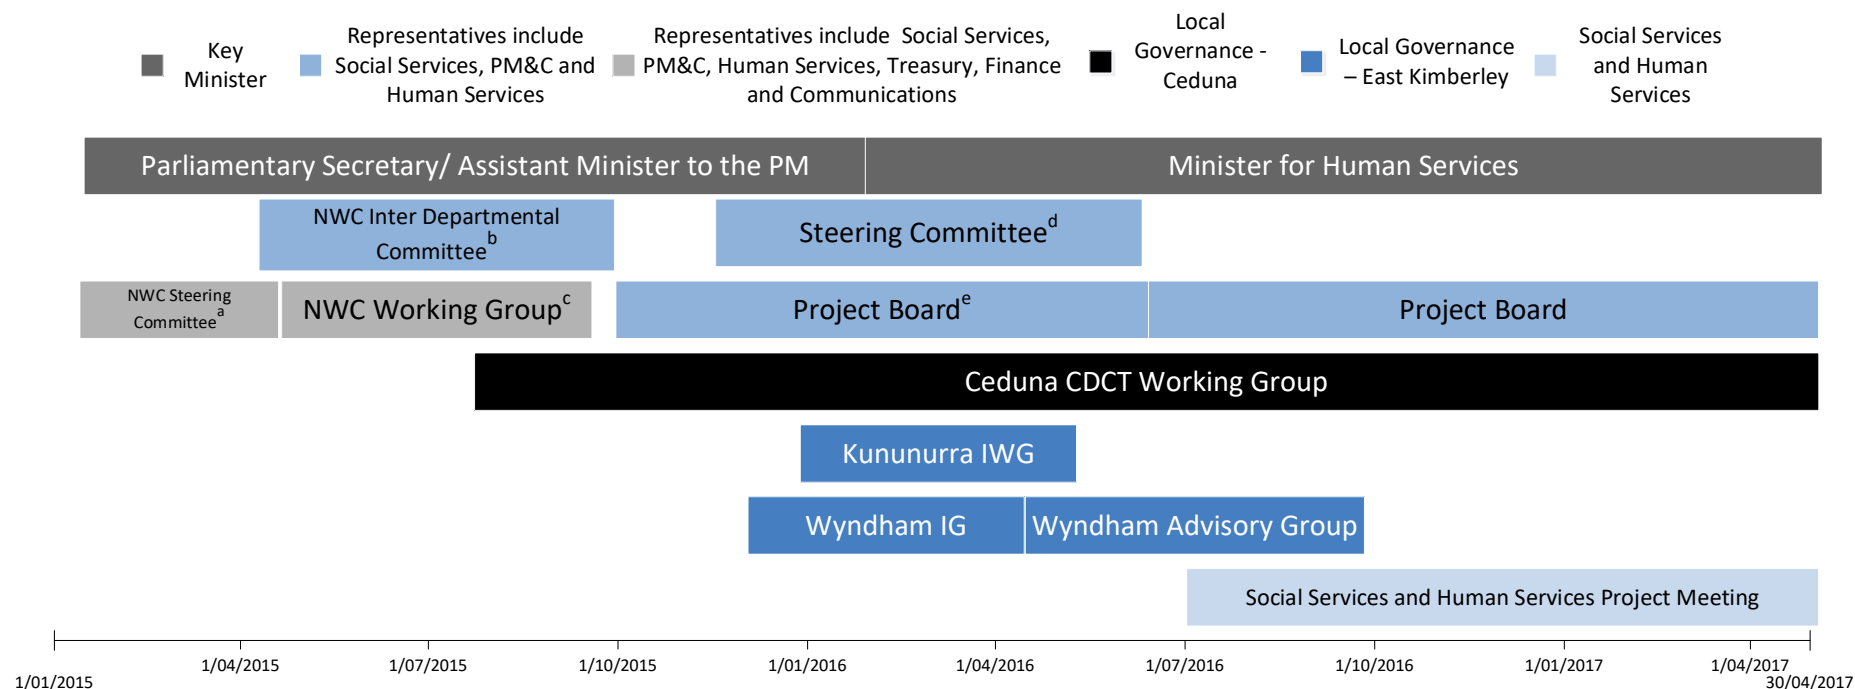 Key
Minister
Representatives include
Social Services, PM&C and
Human Services
Representatives include Social Services,
PM&C, Human Services, Treasury, Finance
and Communications
Local
Governance -
Ceduna
Local Governance
– East Kimberley
Social Services
and Human
Services
Parliamentary Secretary/ Assistant Minister to the PM
Minister for Human Services
NWC Inter Departmental
Committee b
Steering Committee d
NWC Steering
Committee a
NWC Working Group c
Project Board e
Project Board
Ceduna CDCT Working Group
Kununurra IWG
Wyndham IG
Wyndham Advisory Group
Social Services and Human Services Project Meeting
1/01/2015
1/04/2015
1/07/2015
1/10/2015
1/01/2016
1/04/2016
1/07/2016
1/10/2016
1/01/2017
1/04/2017
30/04/2017